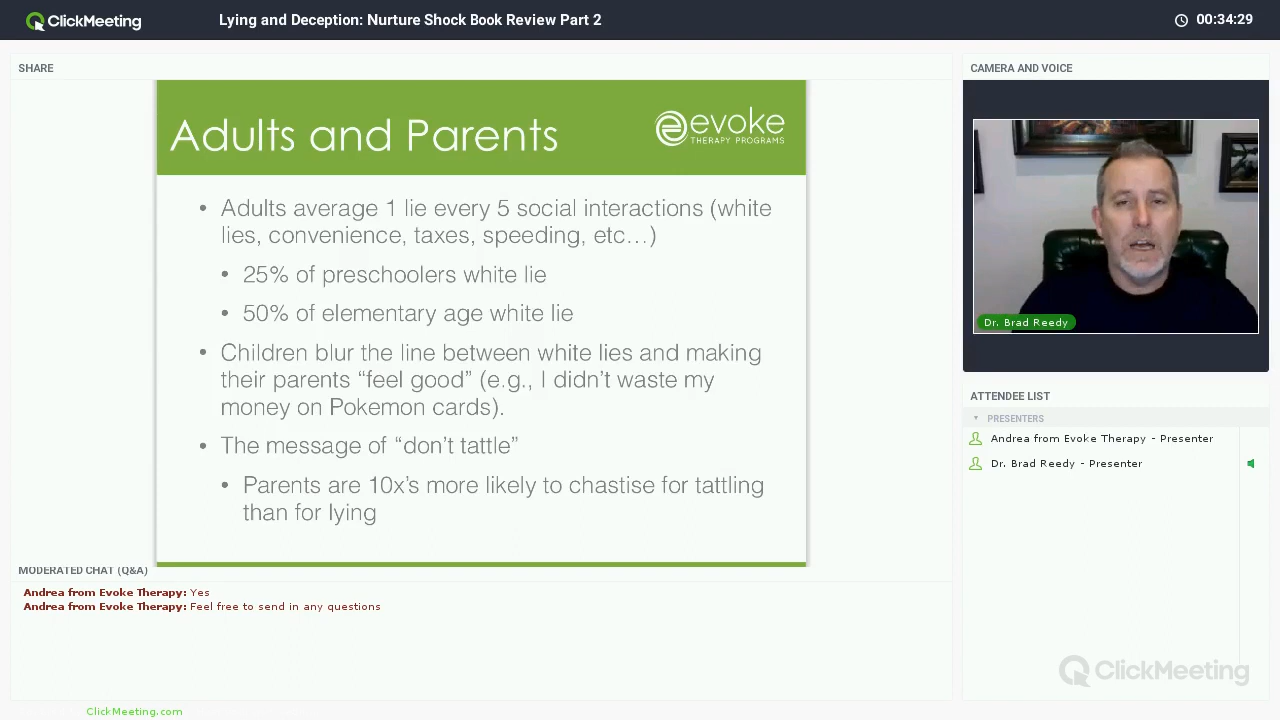 ClickMeeting
Lying and Deception: Nurture Shock Book Review Part 2
00:34:29
SHARE
Adults and Parents
evoke
THERAPY PROGRAMS
• Adults average 1 lie every 5 social interactions (white
lies, convenience, taxes, speeding, etc…)
• 25% of preschoolers white lie
• 50% of elementary age white lie
• Children blur the line between white lies and making
their parents “feel good” (e.g., I didn’t waste my
money on Pokemon cards).
• The message of “don’t tattle”
• Parents are 10x’s more likely to chastise for tattling
than for lying
MODERATED CHAT (Q&A)
Andrea from Evoke Therapy: Yes
Andrea from Evoke Therapy: Feel free to send in any questions
ClickMeeting.com
CAMERA AND VOICE
Dr. Brad Reedy
ATTENDEE LIST
PRESENTERS
Andrea from Evoke Therapy - Presenter
Dr. Brad Reedy - Presenter
ClickMeeting